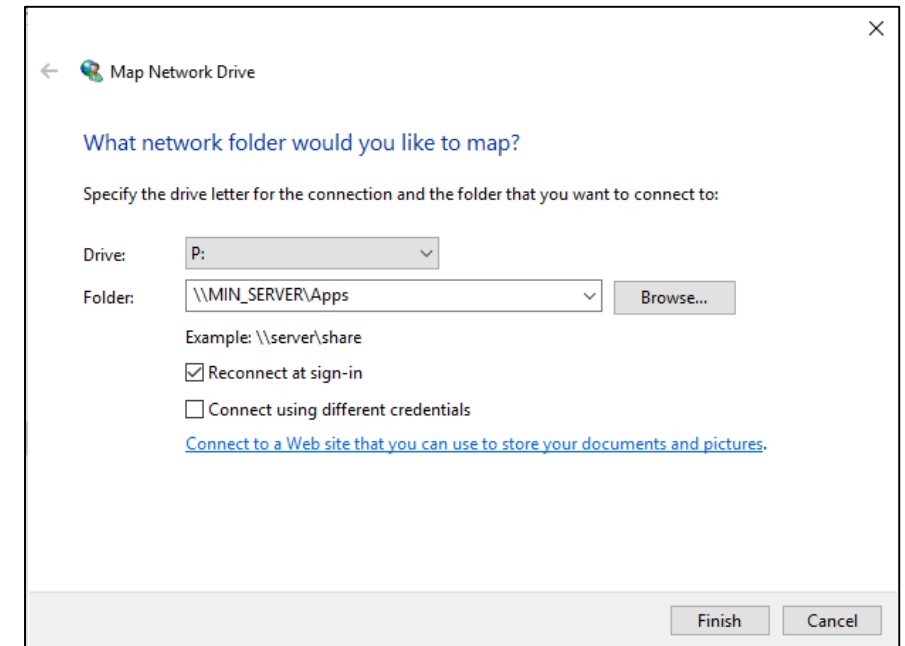 Map Network Drive
What network folder would you like to map?
Specify the drive letter for the connection and the folder that you want to connect to:
Drive: P:
Folder: \\MIN_SERVER\Apps Browse...
Example: \\server\share
Reconnect at sign-in
Connect using different credentials
Connect to a Web site that you can use to store your documents and pictures.
Finish Cancel